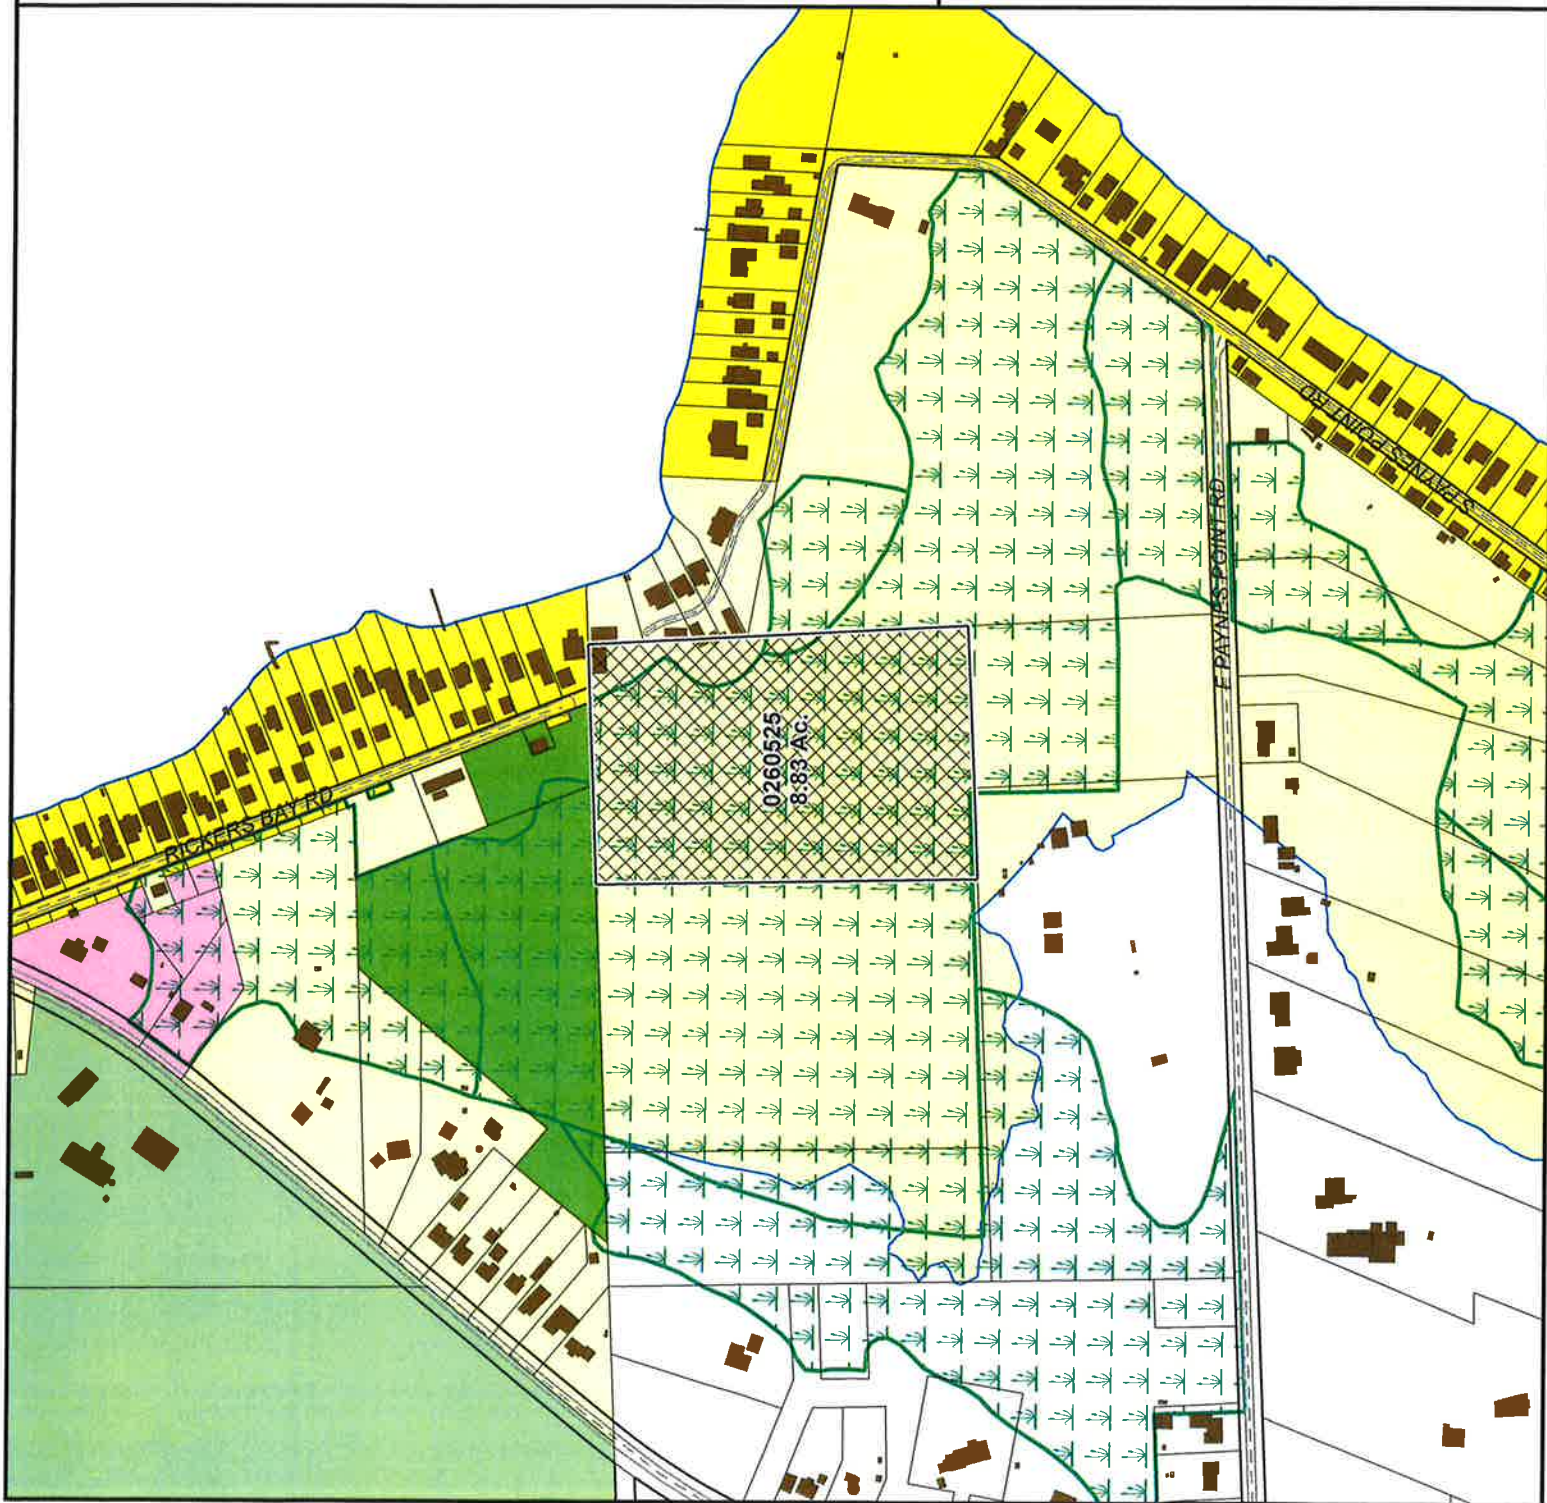 S PAYNES POINT RD
E PAYNES POINT RD
0260525
8.83 Ac.
RICKERS BAY RD